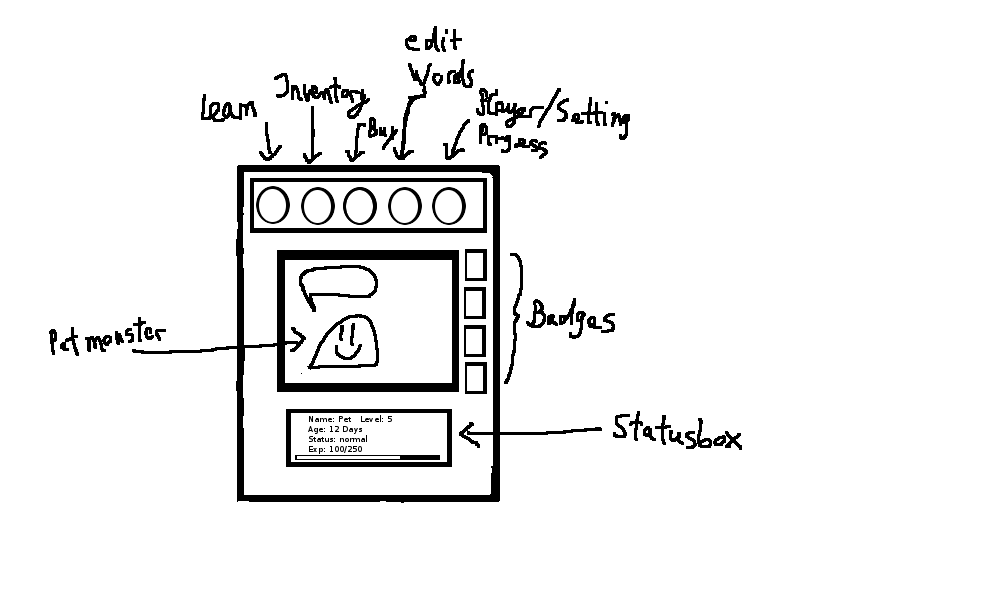 edit
words
Learn
Inventory
Buy
Player/Setting
Prgess
Badges
Pet monster
Name: Pet Level: 5
Age: 12 Days
Status: normal
Exp: 100/250
Statusbox